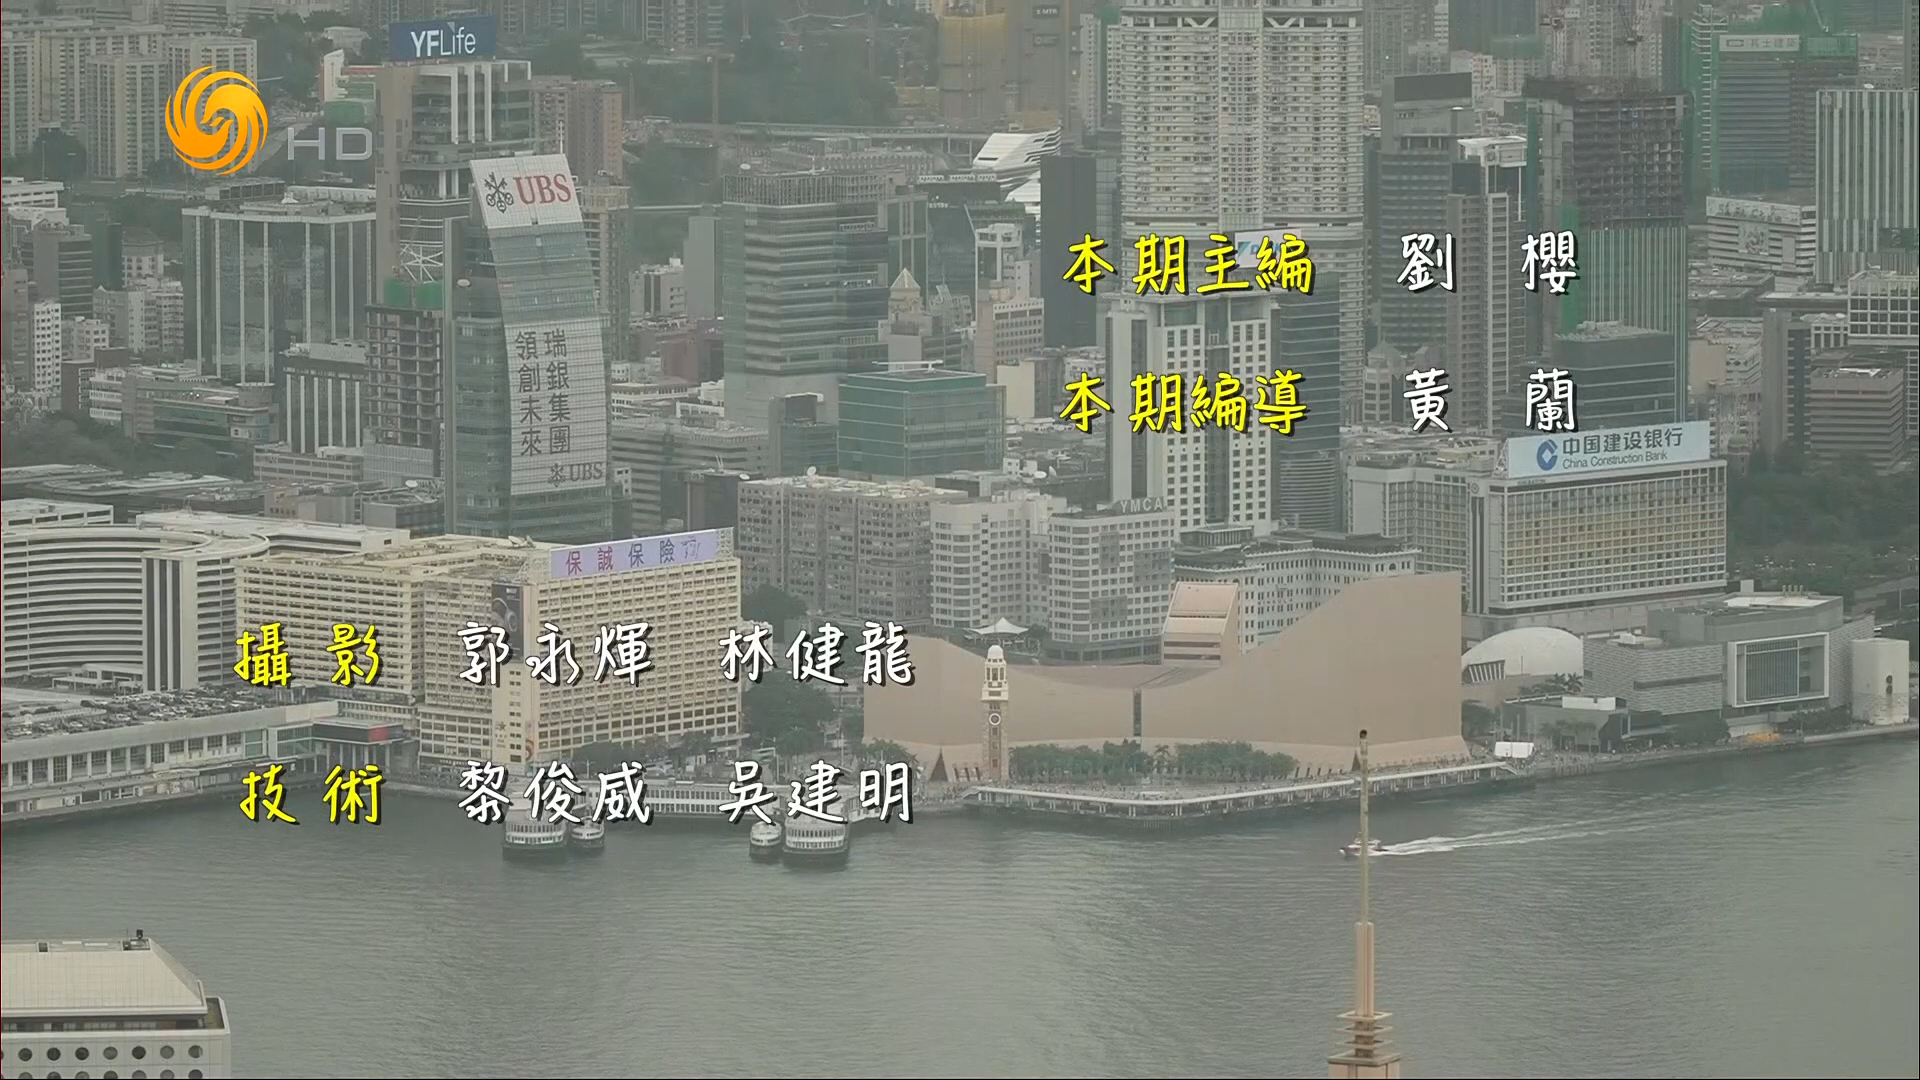 YFLife
HD
UBS
本期主編 劉 櫻
領創未來
瑞銀集團
UBS
本期編導 黃 蘭
中国建设银行
China Construction Bank
YMCA
保誠保險
攝 影 郭永煇 林健龍
技 術 黎俊威 吳建明